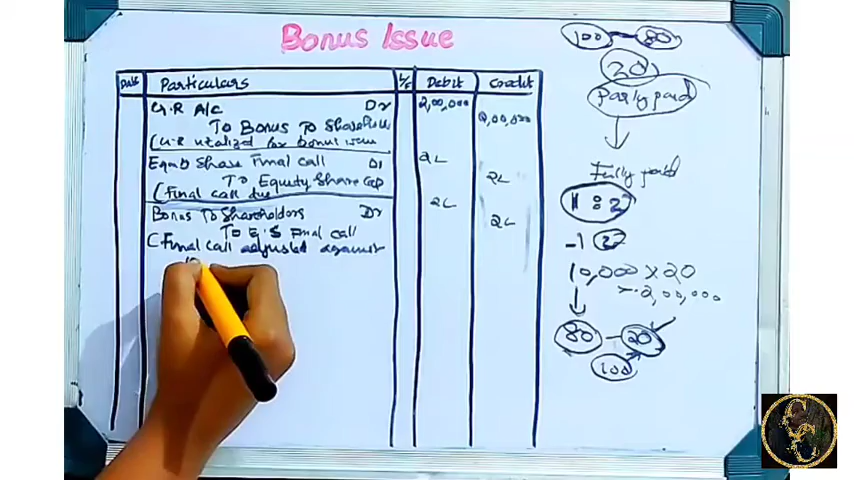 Bonus Issue
Date Particulars L/F Debit Credit
G.R A/C Dr 2,00,000
To Bonus To Shareholders 2,00,000
(G.R utalized for bonus issue
Equity Share Final call Dr 2L
To Equity Share Cap 2L
(Final call due
Bonus To Shareholders Dr 2L
To E.S Final call 2L
(Final call adjusted against
100 - 80
20
Partly paid
Fully paid
1 : 2
10,000 x 20
2,00,000
80 - 20
100